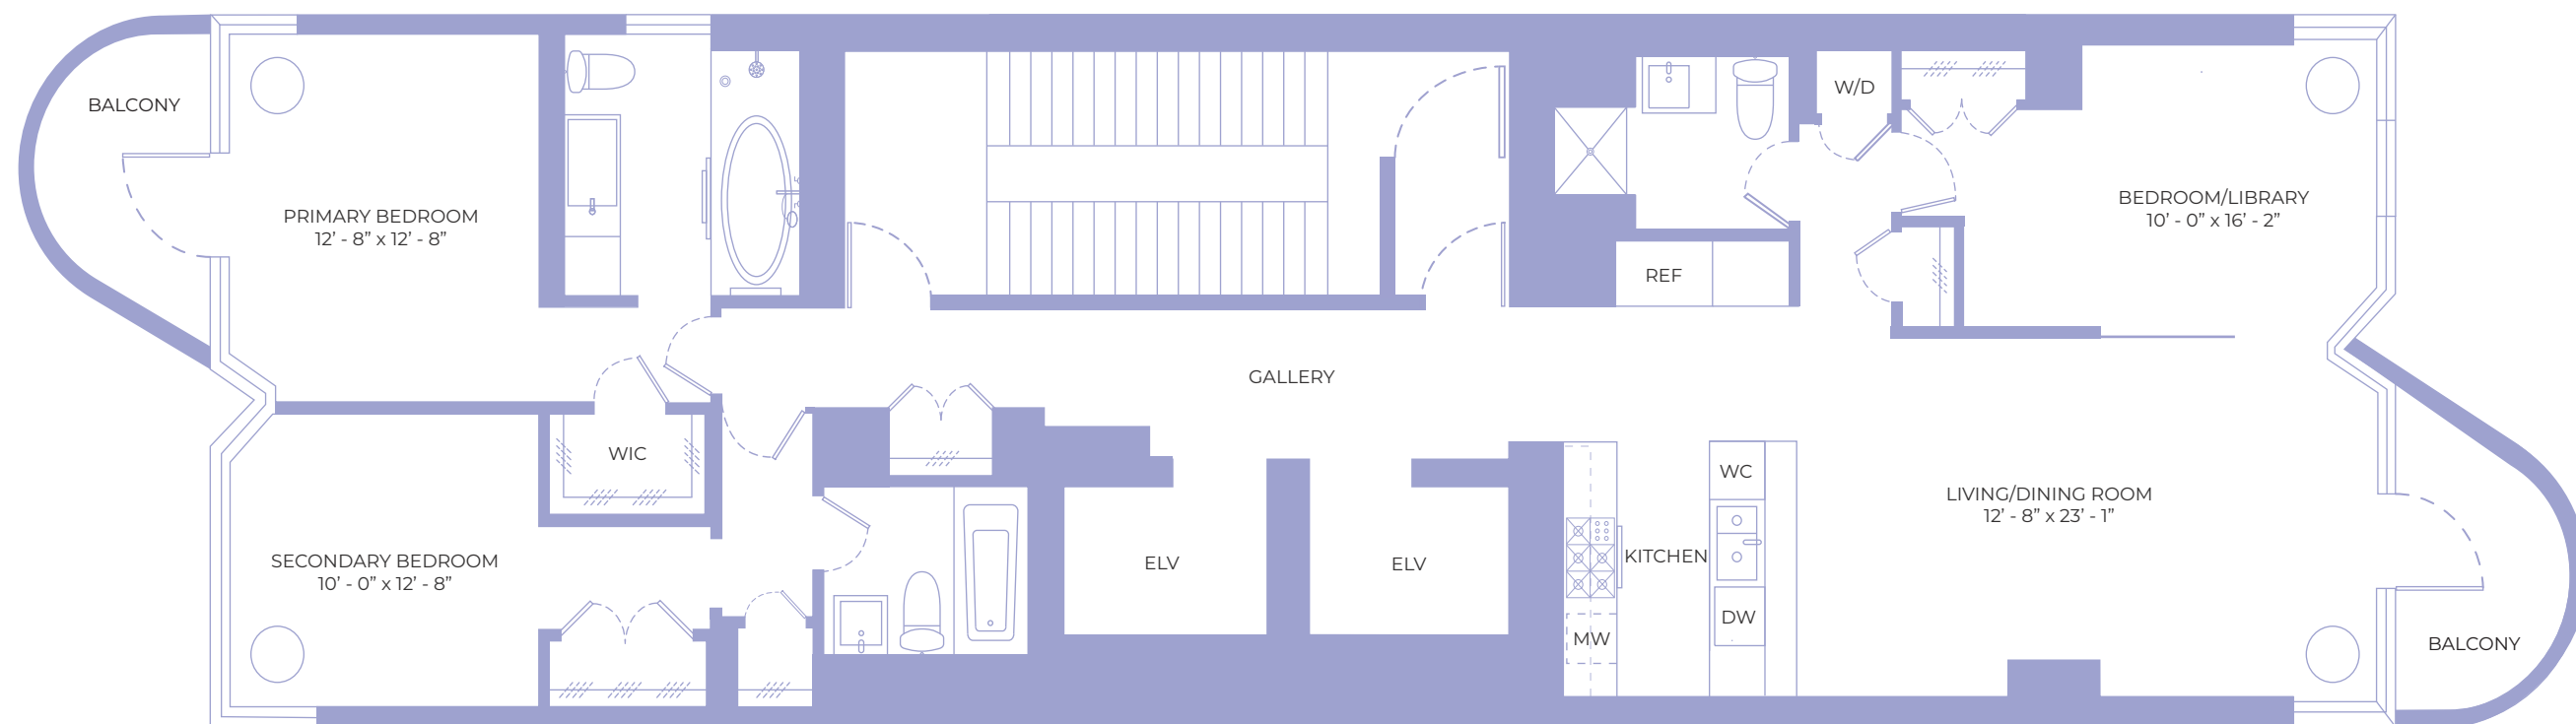 BALCONY
PRIMARY BEDROOM
12’ - 8” x 12’ - 8”
W/D
BEDROOM/LIBRARY
10’ - 0” x 16’ - 2”
REF
GALLERY
WIC
SECONDARY BEDROOM
10’ - 0” x 12’ - 8”
ELV
ELV
KITCHEN
WC
DW
MW
LIVING/DINING ROOM
12’ - 8” x 23’ - 1”
BALCONY